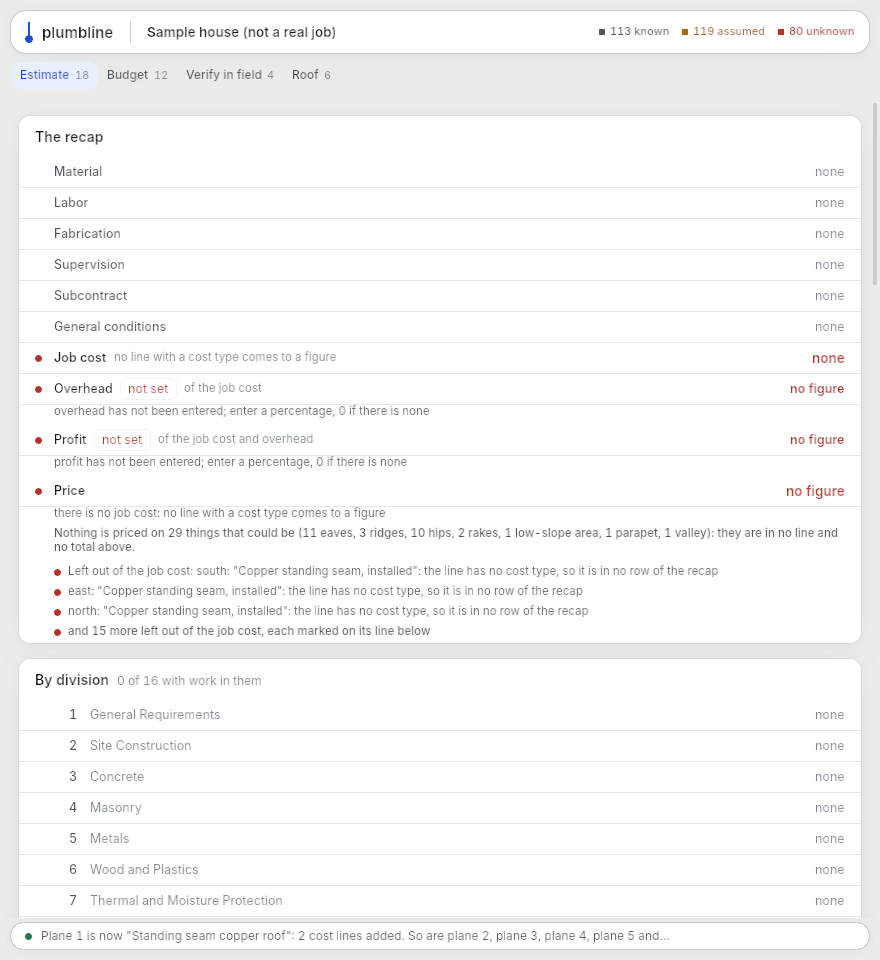 plumbline
Sample house (not a real job)
113 known 119 assumed 80 unknown
Estimate 18 Budget 12 Verify in field 4 Roof 6
The recap
Material none
Labor none
Fabrication none
Supervision none
Subcontract none
General conditions none
Job cost no line with a cost type comes to a figure none
Overhead not set of the job cost no figure
overhead has not been entered; enter a percentage, 0 if there is none
Profit not set of the job cost and overhead no figure
profit has not been entered; enter a percentage, 0 if there is none
Price no figure
there is no job cost: no line with a cost type comes to a figure
Nothing is priced on 29 things that could be (11 eaves, 3 ridges, 10 hips, 2 rakes, 1 low-slope area, 1 parapet, 1 valley): they are in no line and
no total above.
Left out of the job cost: south: "Copper standing seam, installed": the line has no cost type, so it is in no row of the recap
east: "Copper standing seam, installed": the line has no cost type, so it is in no row of the recap
north: "Copper standing seam, installed": the line has no cost type, so it is in no row of the recap
and 15 more left out of the job cost, each marked on its line below
By division 0 of 16 with work in them
1 General Requirements none
2 Site Construction none
3 Concrete none
4 Masonry none
5 Metals none
6 Wood and Plastics none
7 Thermal and Moisture Protection none
Plane 1 is now "Standing seam copper roof": 2 cost lines added. So are plane 2, plane 3, plane 4, plane 5 and...